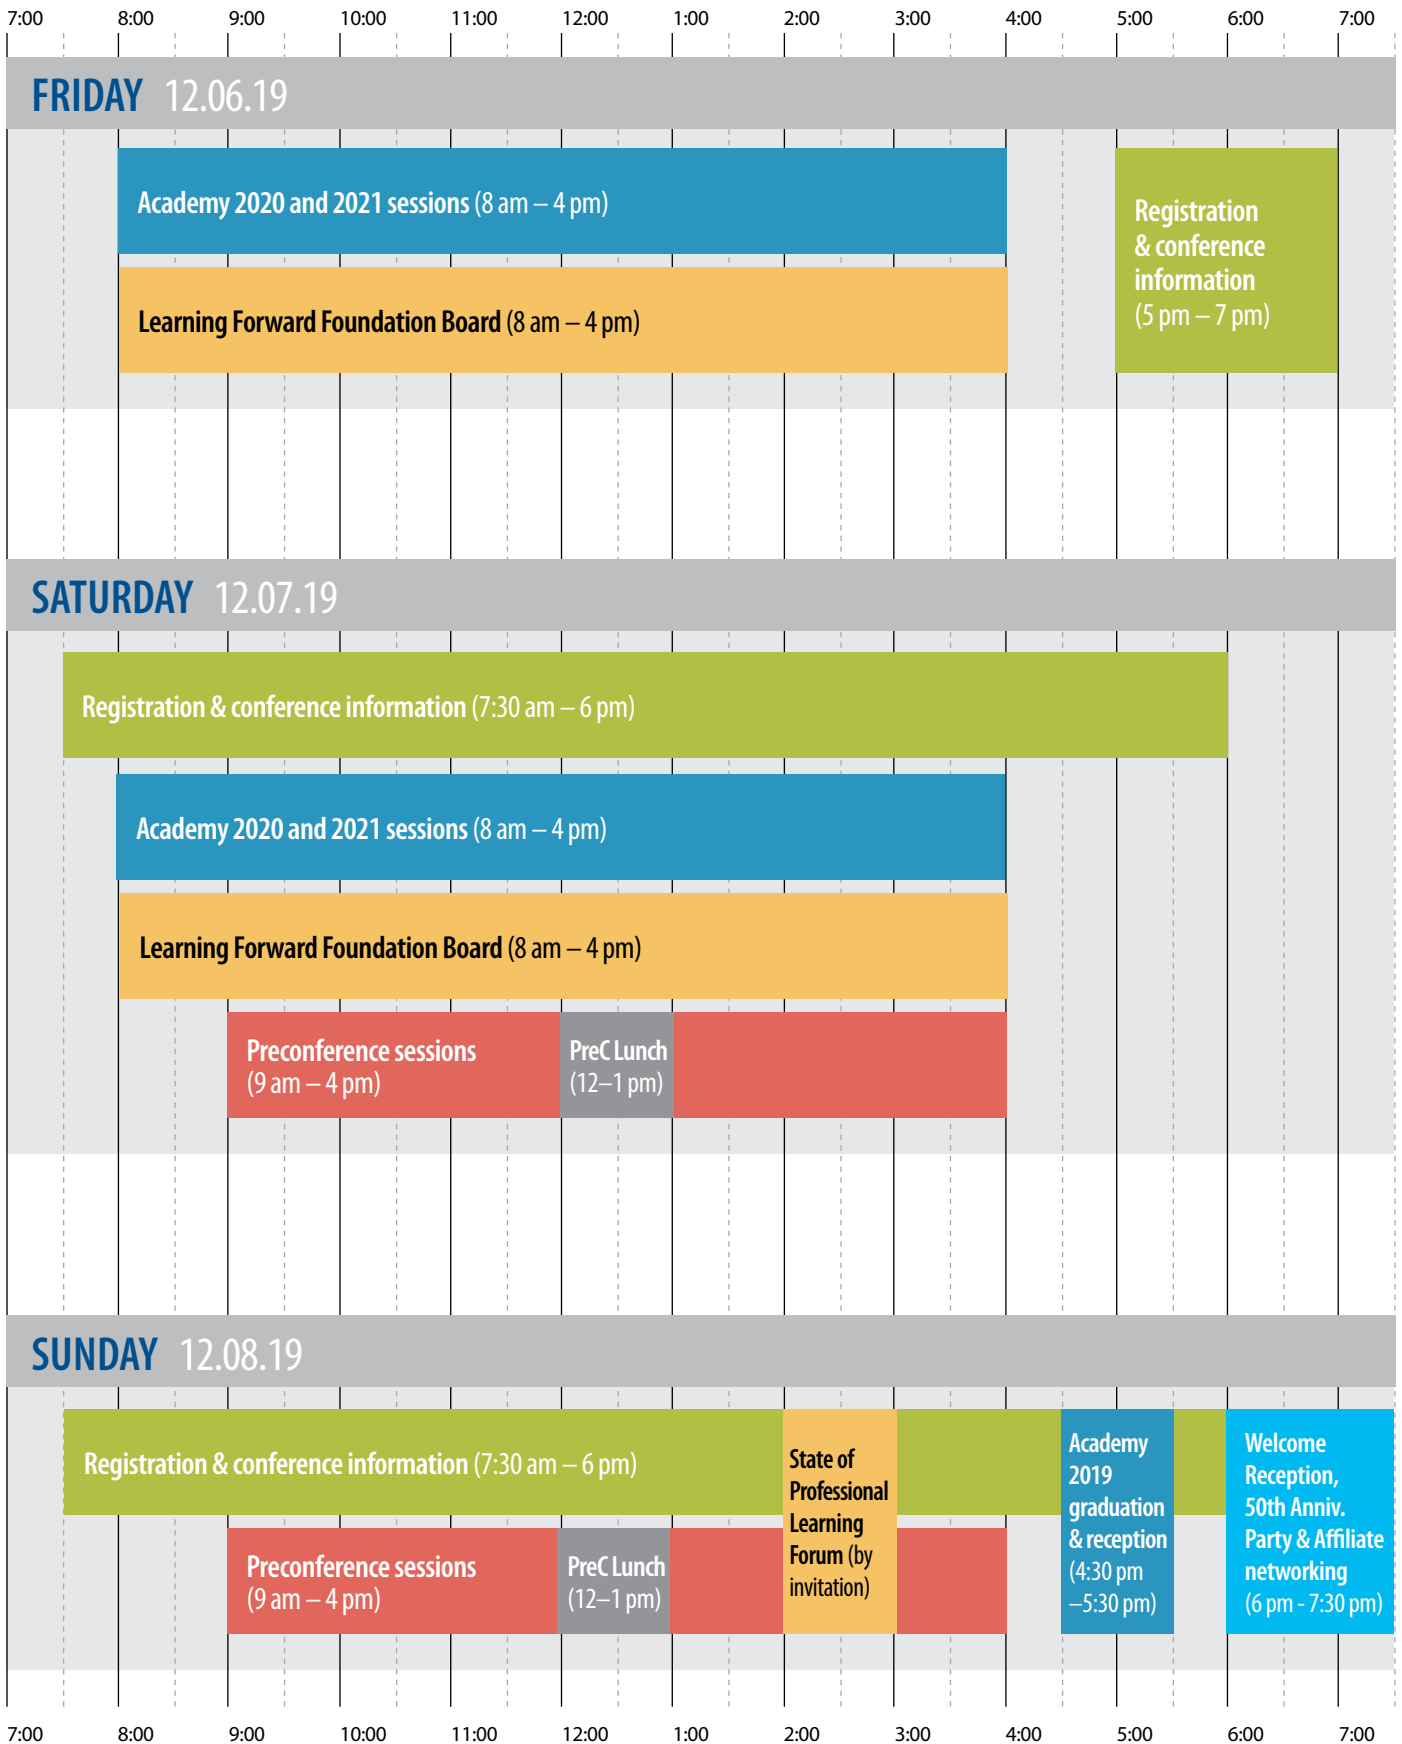 7:00 8:00 9:00 10:00 11:00 12:00 1:00 2:00 3:00 4:00 5:00 6:00 7:00
FRIDAY 12.06.19
Academy 2020 and 2021 sessions (8 am – 4 pm)
Learning Forward Foundation Board (8 am – 4 pm)
Registration
& conference
information
(5 pm – 7 pm)
SATURDAY 12.07.19
Registration & conference information (7:30 am – 6 pm)
Academy 2020 and 2021 sessions (8 am – 4 pm)
Learning Forward Foundation Board (8 am – 4 pm)
Preconference sessions
(9 am – 4 pm)
PreC Lunch
(12–1 pm)
SUNDAY 12.08.19
Registration & conference information (7:30 am – 6 pm)
Preconference sessions
(9 am – 4 pm)
PreC Lunch
(12–1 pm)
State of
Professional
Learning
Forum (by
invitation)
Academy
2019
graduation
& reception
(4:30 pm
–5:30 pm)
Welcome
Reception,
50th Anniv.
Party & Affiliate
networking
(6 pm - 7:30 pm)
7:00 8:00 9:00 10:00 11:00 12:00 1:00 2:00 3:00 4:00 5:00 6:00 7:00